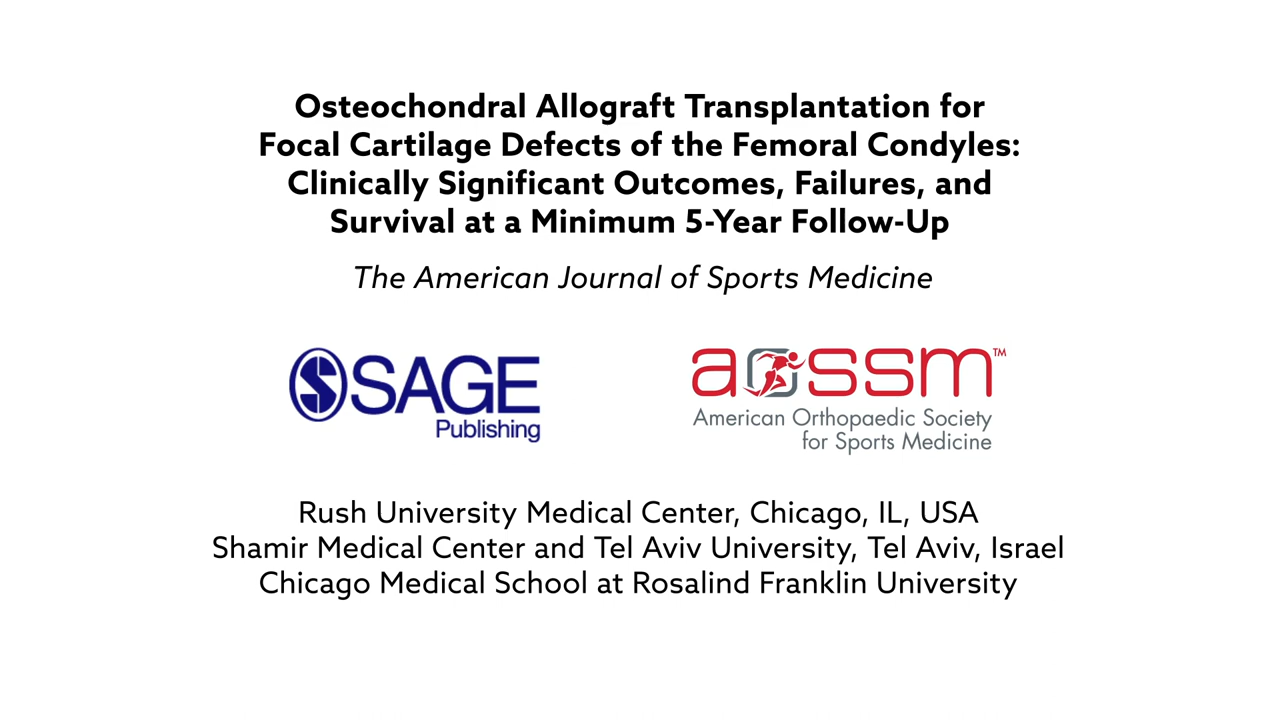 Osteochondral Allograft Transplantation for
Focal Cartilage Defects of the Femoral Condyles:
Clinically Significant Outcomes, Failures, and
Survival at a Minimum 5-Year Follow-Up
The American Journal of Sports Medicine
SAGE
Publishing
aossm™
American Orthopaedic Society
for Sports Medicine
Rush University Medical Center, Chicago, IL, USA
Shamir Medical Center and Tel Aviv University, Tel Aviv, Israel
Chicago Medical School at Rosalind Franklin University